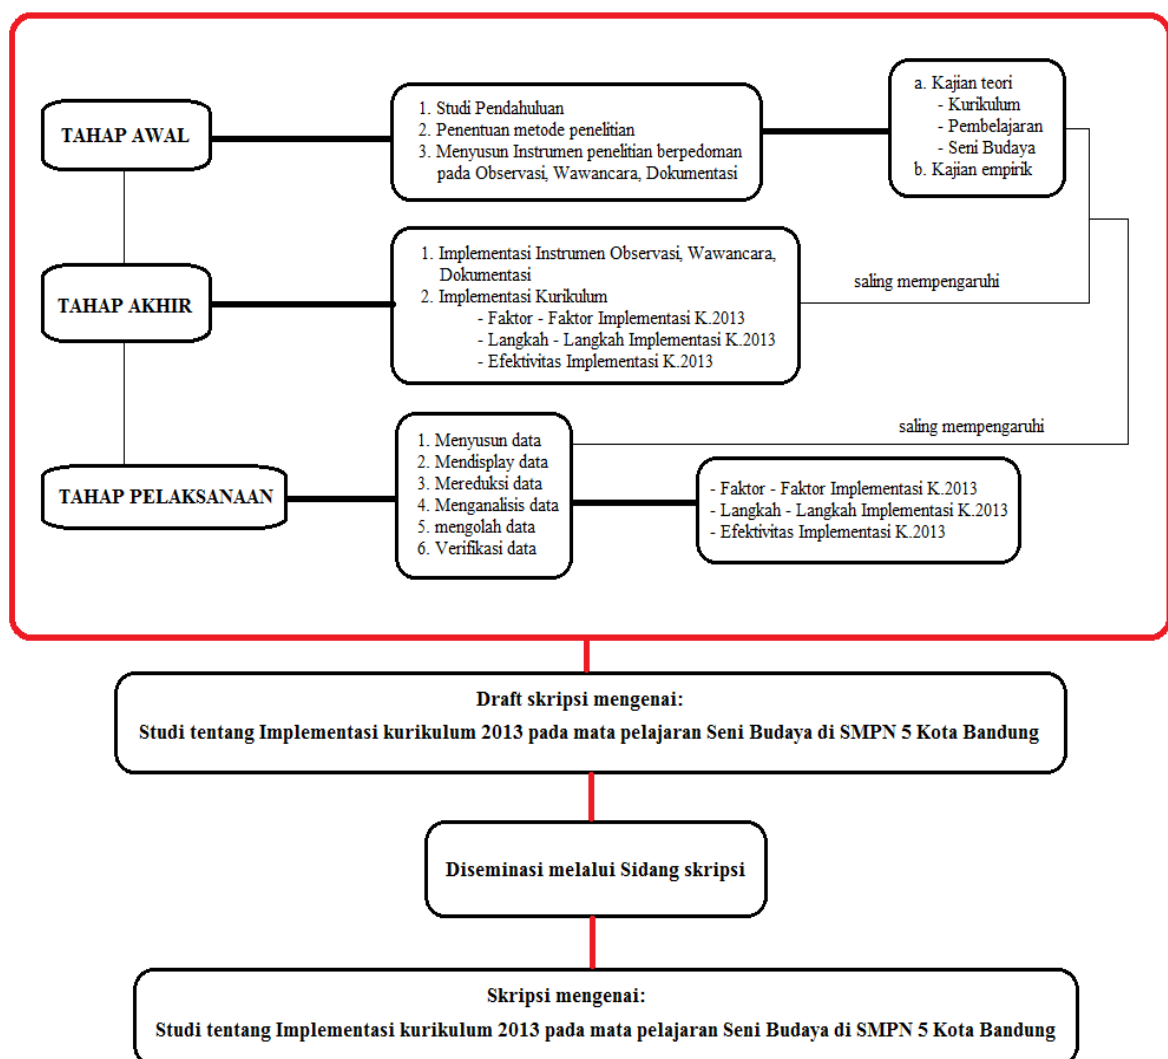 TAHAP AWAL
1. Studi Pendahuluan
2. Penentuan metode penelitian
3. Menyusun Instrumen penelitian berpedoman
pada Observasi, Wawancara, Dokumentasi
a. Kajian teori
- Kurikulum
- Pembelajaran
- Seni Budaya
b. Kajian empirik
TAHAP AKHIR
1. Implementasi Instrumen Observasi, Wawancara,
Dokumentasi
2. Implementasi Kurikulum
- Faktor - Faktor Implementasi K.2013
- Langkah - Langkah Implementasi K.2013
- Efektivitas Implementasi K.2013
saling mempengaruhi
TAHAP PELAKSANAAN
1. Menyusun data
2. Mendisplay data
3. Mereduksi data
4. Menganalisis data
5. mengolah data
6. Verifikasi data
saling mempengaruhi
- Faktor - Faktor Implementasi K.2013
- Langkah - Langkah Implementasi K.2013
- Efektivitas Implementasi K.2013
Draft skripsi mengenai:
Studi tentang Implementasi kurikulum 2013 pada mata pelajaran Seni Budaya di SMPN 5 Kota Bandung
Diseminasi melalui Sidang skripsi
Skripsi mengenai:
Studi tentang Implementasi kurikulum 2013 pada mata pelajaran Seni Budaya di SMPN 5 Kota Bandung